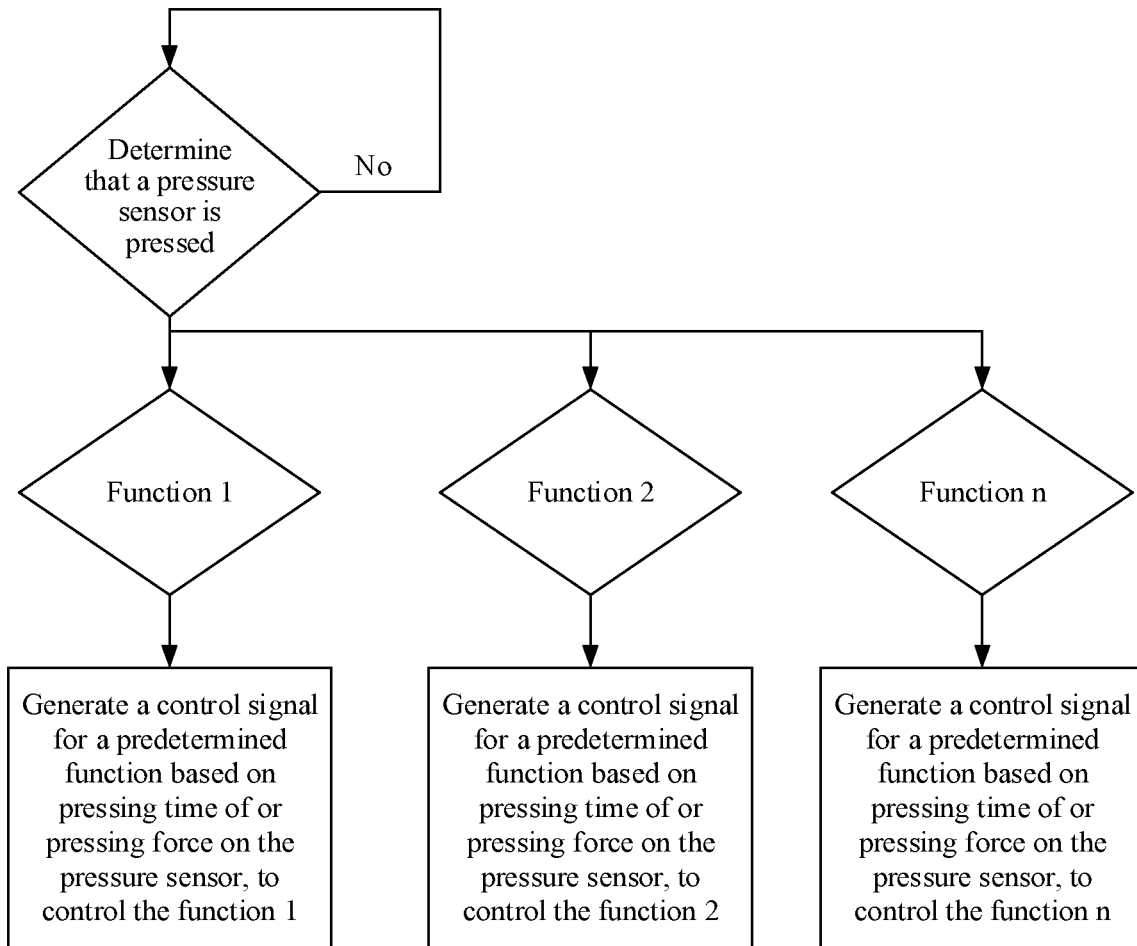 Determine
that a pressure
sensor is
pressed
No
Function 1
Function 2
Function n
Generate a control signal
for a predetermined
function based on
pressing time of or
pressing force on the
pressure sensor, to
control the function 1
Generate a control signal
for a predetermined
function based on
pressing time of or
pressing force on the
pressure sensor, to
control the function 2
Generate a control signal
for a predetermined
function based on
pressing time of or
pressing force on the
pressure sensor, to
control the function n